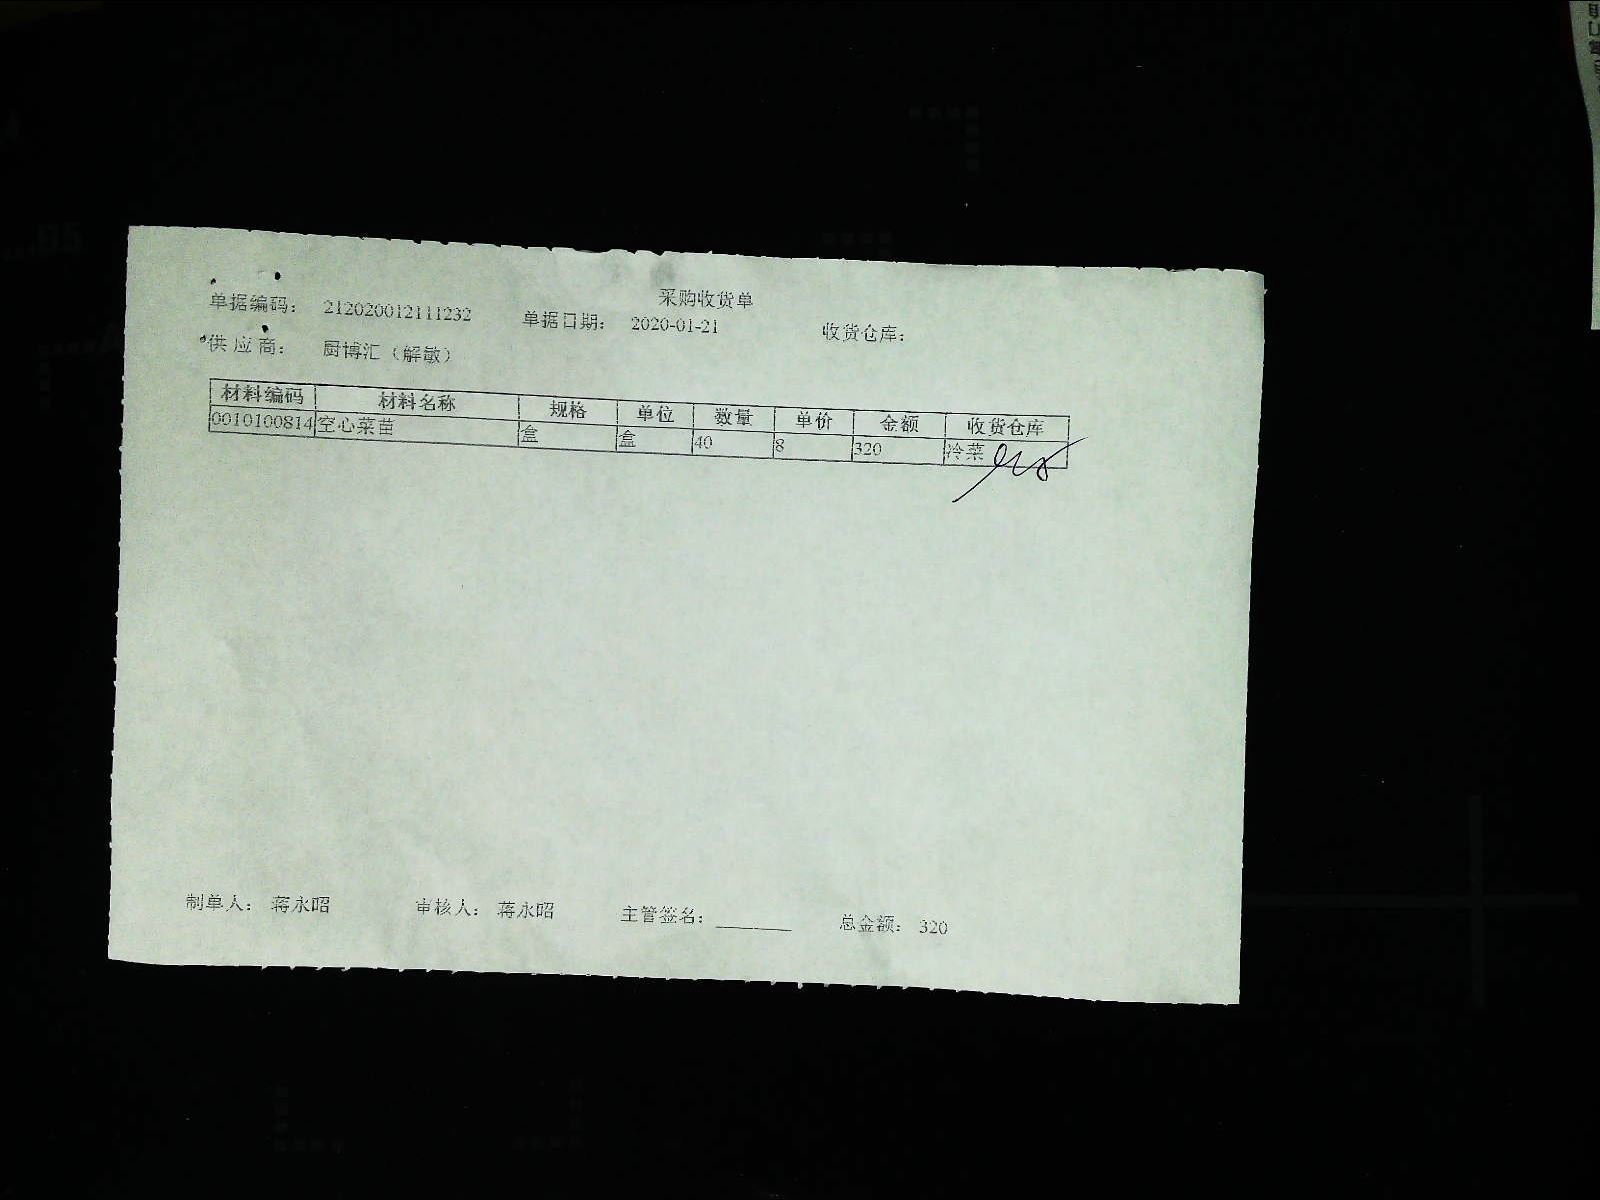 采购收货单
单据编码： 212020012111232 单据日期： 2020-01-21 收货仓库：
供应商： 厨博汇（解敏）
材料编码 材料名称 规格 单位 数量 单价 金额 收货仓库
0010100814 空心菜苗 盒 盒 40 8 320 冷菜
制单人： 蒋永昭 审核人： 蒋永昭 主管签名： 总金额： 320